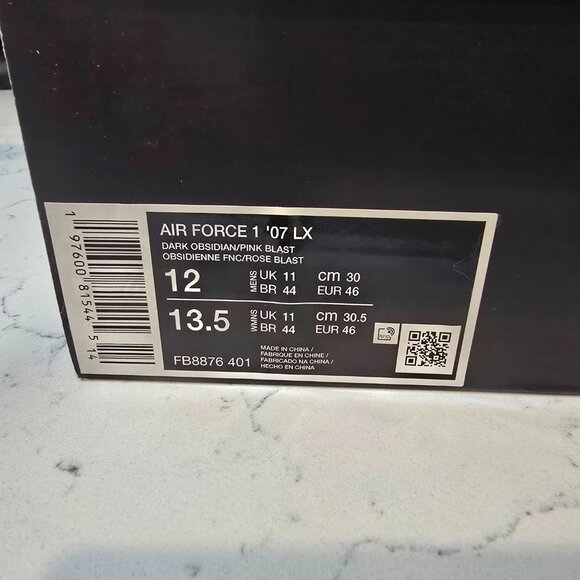 AIR FORCE 1 '07 LX
DARK OBSIDIAN/PINK BLAST
OBSIDIENNE FNC/ROSE BLAST
12 MENS UK 11 cm 30
BR 44 EUR 46
13.5 WMNS UK 11 cm 30.5
BR 44 EUR 46
FB8876 401
MADE IN CHINA /
FABRIQUE EN CHINE /
FABRICADO NA CHINA /
HECHO EN CHINA
1 97600 81544 5 14